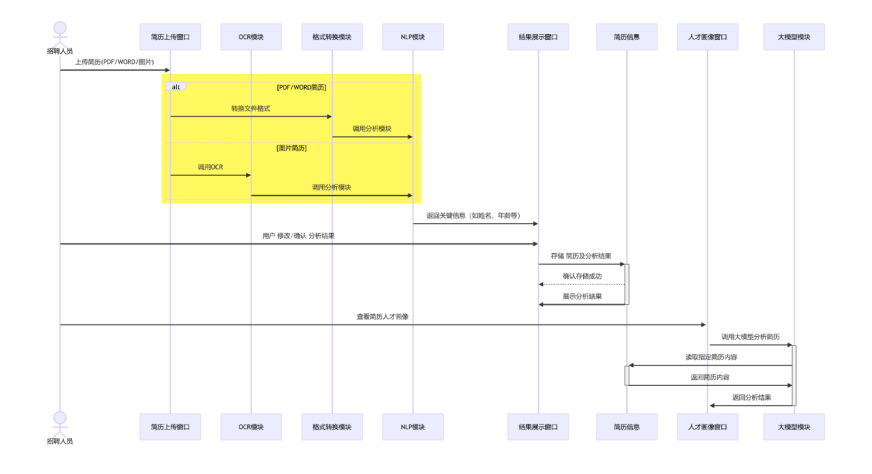 招聘人员
简历上传窗口
OCR模块
格式转换模块
NLP模块
结果展示窗口
简历信息
人才画像窗口
大模型模块
上传简历(PDF/WORD/图片)
alt
[PDF/WORD简历]
转换文件格式
调用分析模块
[图片简历]
调用OCR
调用分析模块
返回关键信息（如姓名、年龄等）
用户 修改/确认 分析结果
存储 简历及分析结果
确认存储成功
展示分析结果
查看简历人才画像
调用大模型分析简历
读取指定简历内容
返回简历内容
返回分析结果
招聘人员
简历上传窗口
OCR模块
格式转换模块
NLP模块
结果展示窗口
简历信息
人才画像窗口
大模型模块